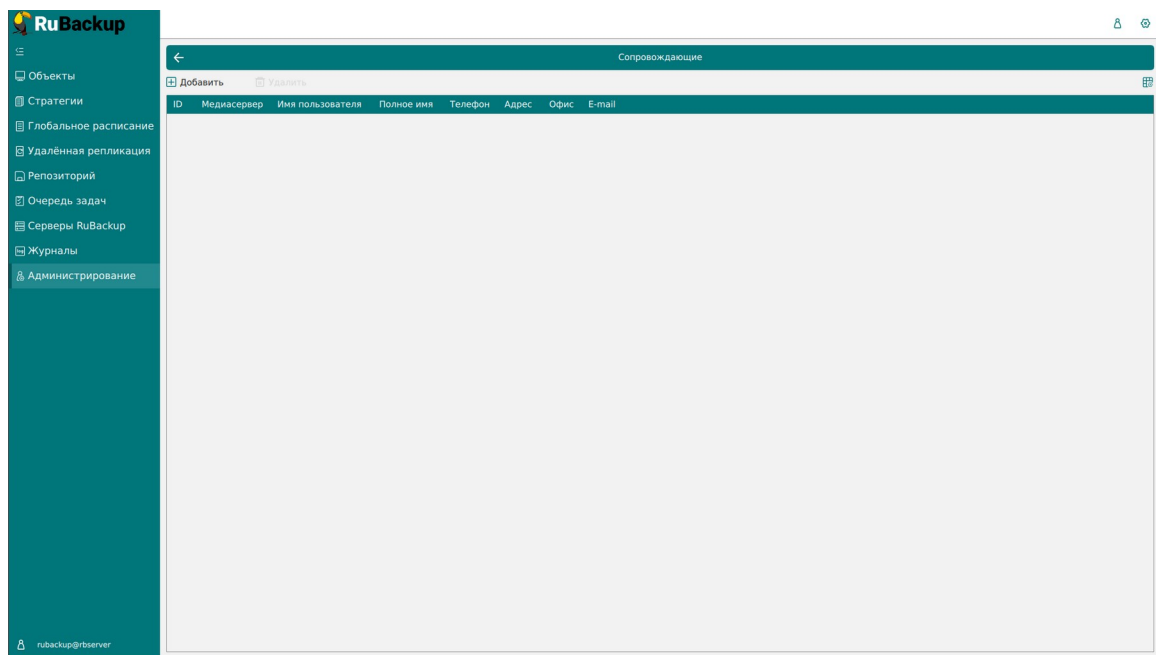 RuBackup
Сопровождающие
Объекты
Добавить Удалить
Стратегии
ID Медиасервер Имя пользователя Полное имя Телефон Адрес Офис E-mail
Глобальное расписание
Удалённая репликация
Репозиторий
Очередь задач
Серверы RuBackup
Журналы
Администрирование
rubackup@rbserver